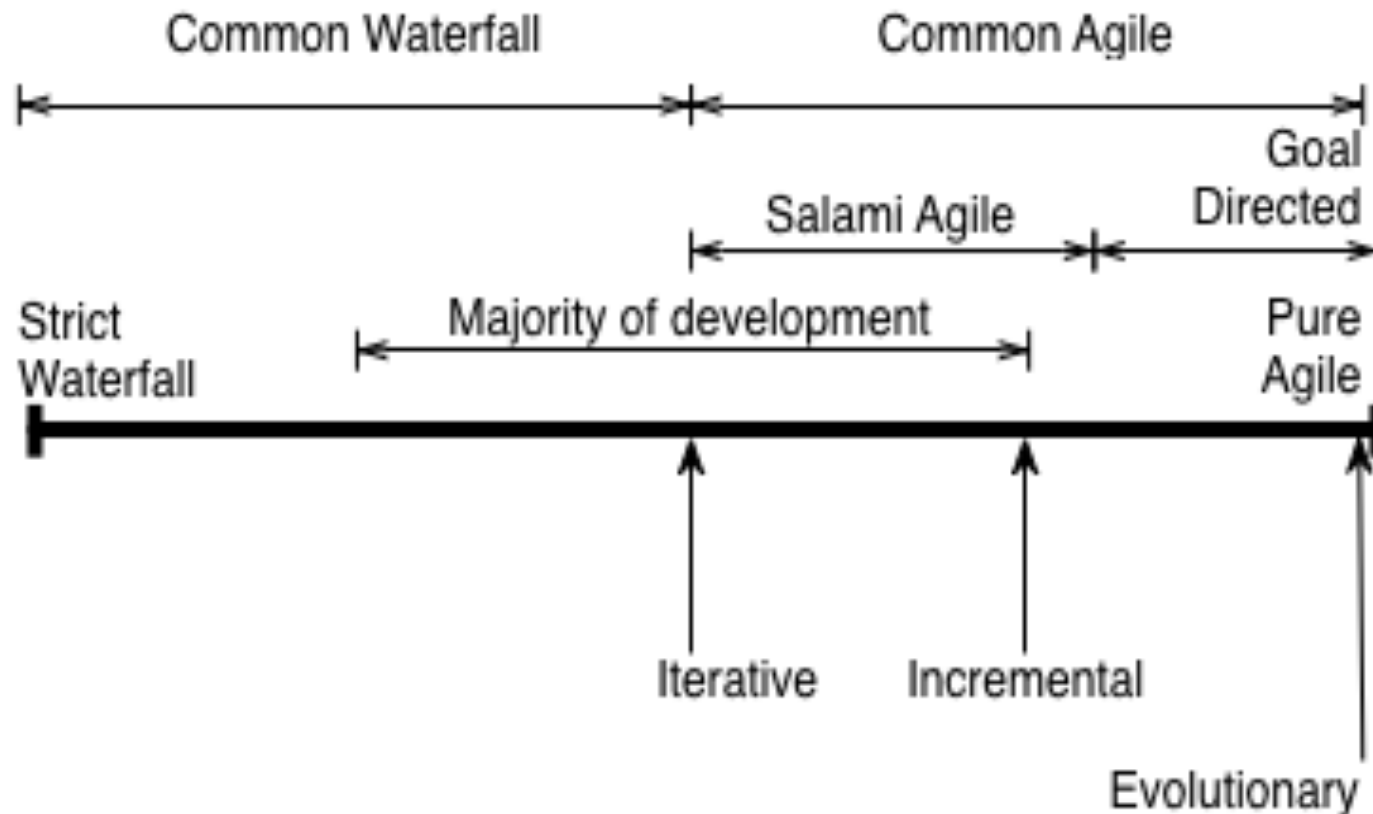 Common Waterfall
Common Agile
Goal
Directed
Salami Agile
Majority of development
Strict
Waterfall
Pure
Agile
Iterative
Incremental
Evolutionary